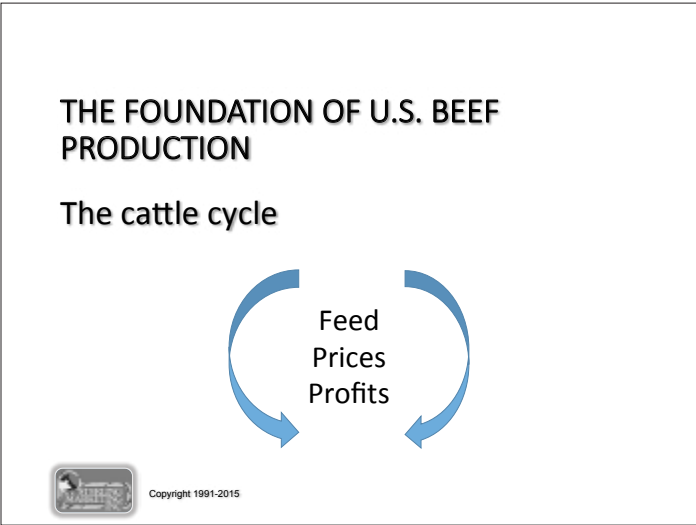 THE FOUNDATION OF U.S. BEEF
PRODUCTION
The cattle cycle
Feed
Prices
Profits
Copyright 1991-2015